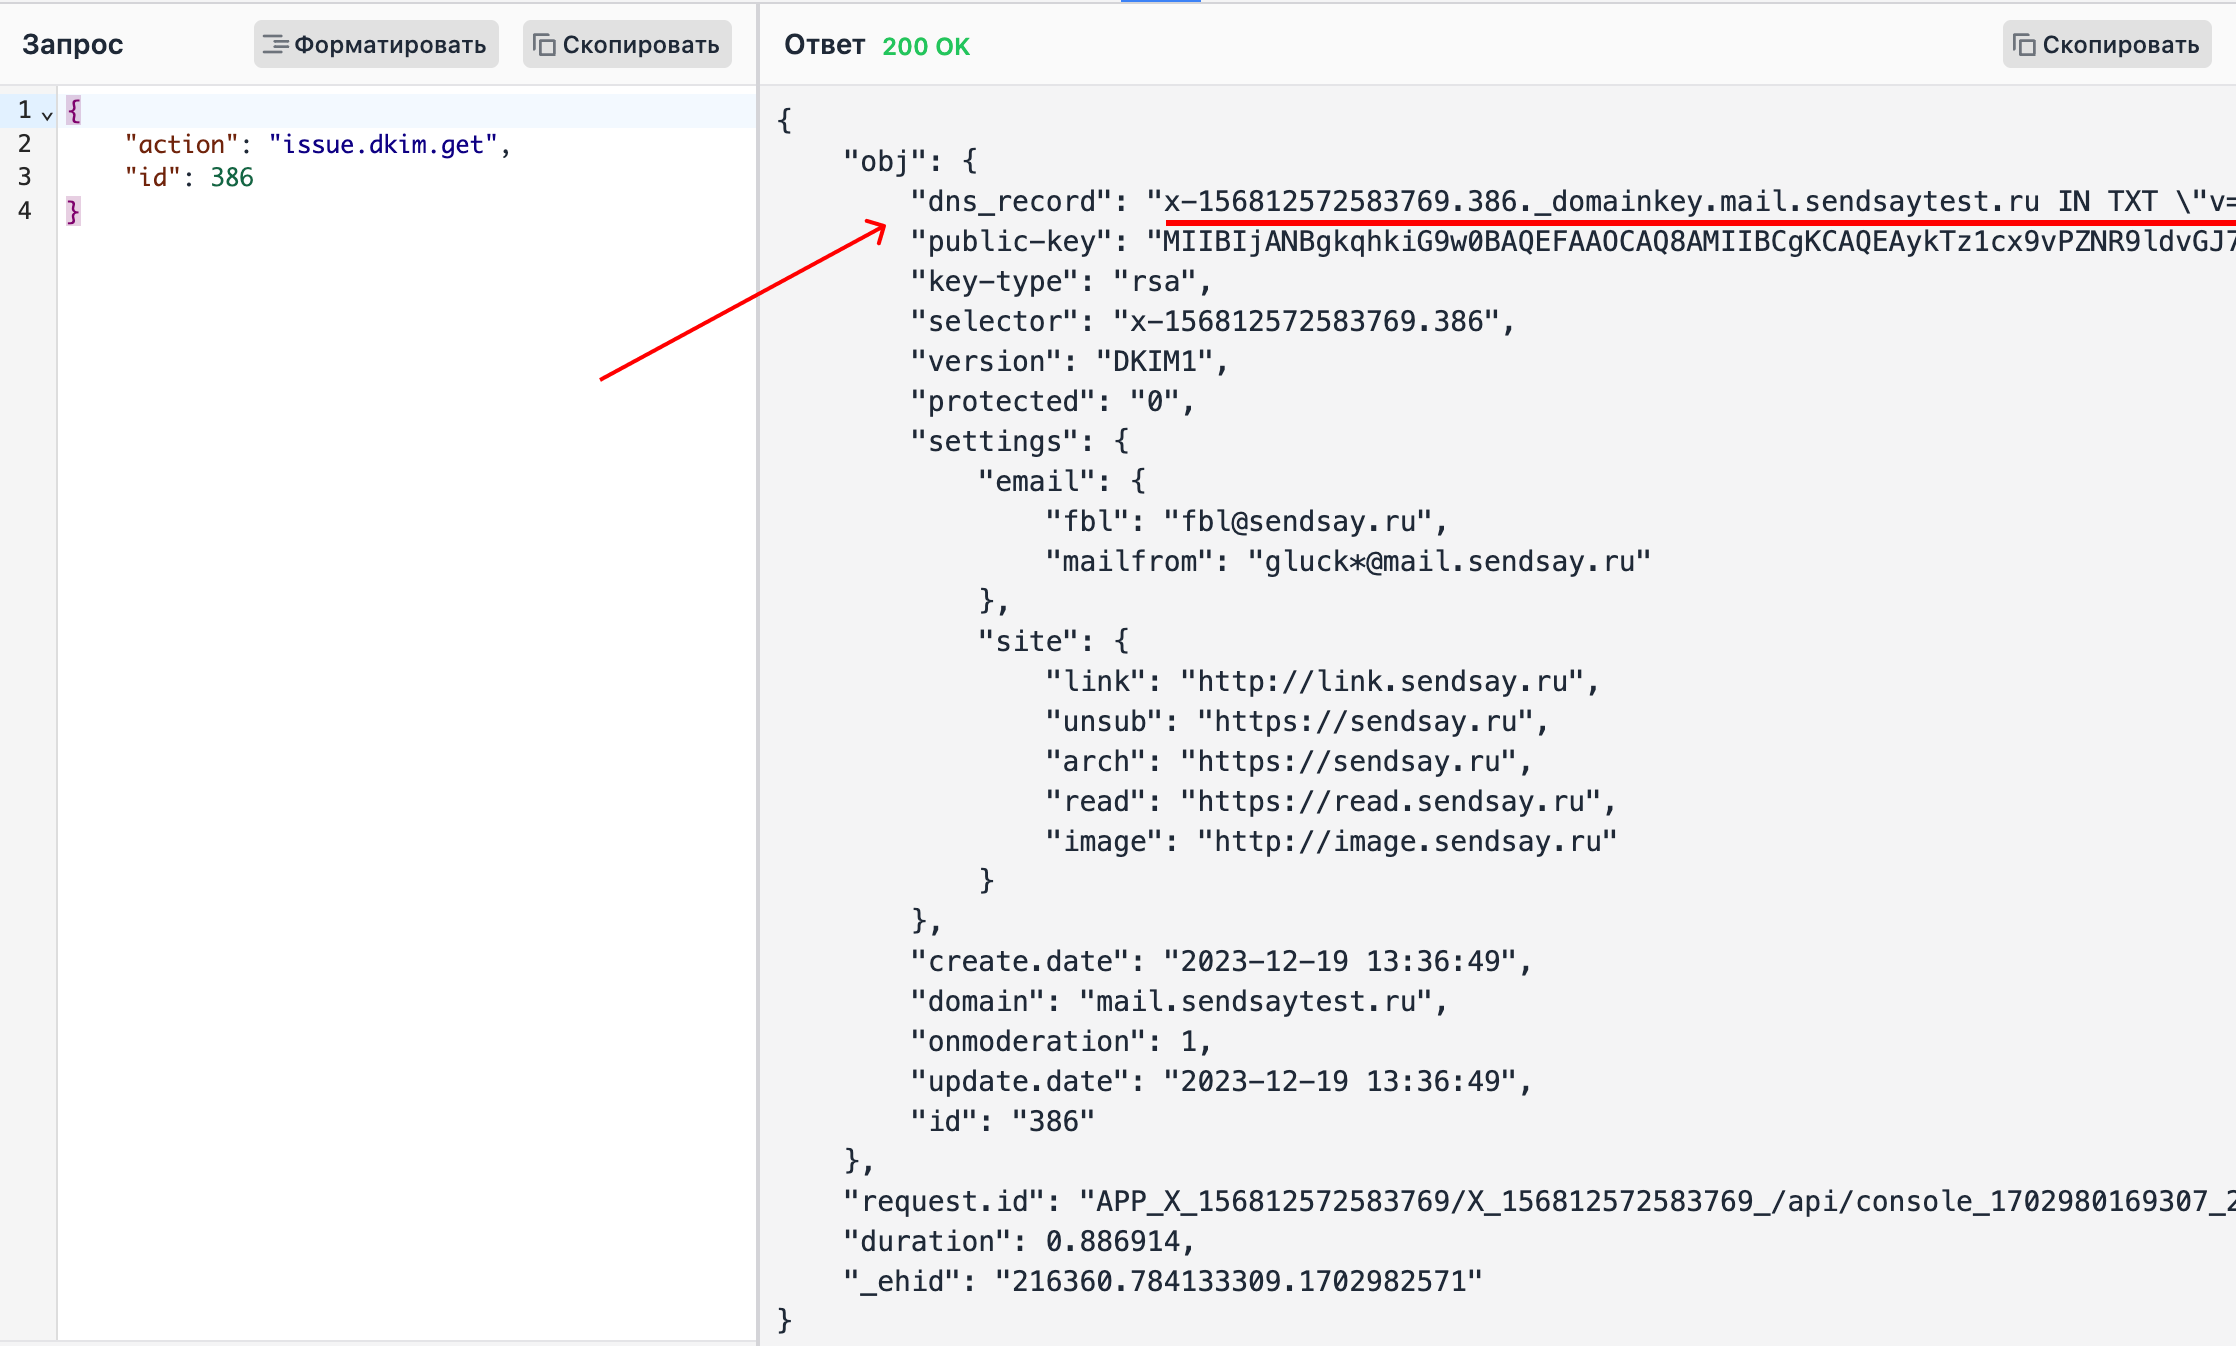 Запрос
Форматировать
Скопировать
1 {
2 "action": "issue.dkim.get",
3 "id": 386
4 }
Ответ 200 OK
Скопировать
{
"obj": {
"dns_record": "x-156812572583769.386._domainkey.mail.sendsaytest.ru IN TXT \"v=
"public-key": "MIIBIjANBgkqhkiG9w0BAQEFAAOCAQ8AMIIBCgKCAQEAykTz1cx9vPZNR9ldvGJ7
"key-type": "rsa",
"selector": "x-156812572583769.386",
"version": "DKIM1",
"protected": "0",
"settings": {
"email": {
"fbl": "fbl@sendsay.ru",
"mailfrom": "gluck*@mail.sendsay.ru"
},
"site": {
"link": "http://link.sendsay.ru",
"unsub": "https://sendsay.ru",
"arch": "https://sendsay.ru",
"read": "https://read.sendsay.ru",
"image": "http://image.sendsay.ru"
}
},
"create.date": "2023-12-19 13:36:49",
"domain": "mail.sendsaytest.ru",
"onmoderation": 1,
"update.date": "2023-12-19 13:36:49",
"id": "386"
},
"request.id": "APP_X_156812572583769/X_156812572583769_/api/console_1702980169307_2
"duration": 0.886914,
"_ehid": "216360.784133309.1702982571"
}